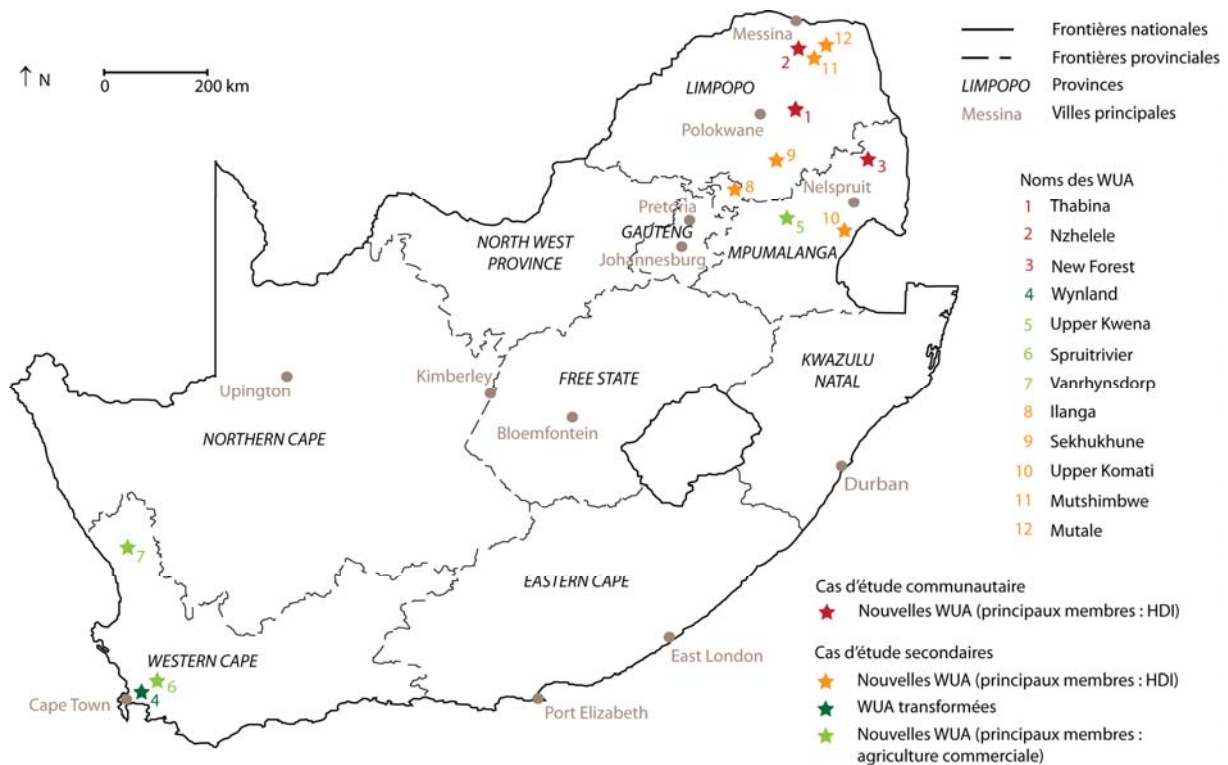 Messina
12
2
11
LIMPOPO
Polokwane
1
9
3
8
Nelspruit
Pretoria
GAUTENG
5
10
NORTH WEST
PROVINCE
Johannesburg
MPUMALANGA
Upington
Kimberley
FREE STATE
KWAZULU
NATAL
Bloemfontein
NORTHERN CAPE
Durban
7
EASTERN CAPE
East London
WESTERN CAPE
6
Cape Town
4
Port Elizabeth
↑ N
0 200 km
Frontières nationales
Frontières provinciales
LIMPOPO Provinces
Messina Villes principales
Noms des WUA
1 Thabina
2 Nzhelele
3 New Forest
4 Wynland
5 Upper Kwena
6 Spruitrivier
7 Vanrhynsdorp
8 Ilanga
9 Sekhukhune
10 Upper Komati
11 Mutshimbwe
12 Mutale
Cas d'étude communautaire
Nouvelles WUA (principaux membres : HDI)
Cas d'étude secondaires
Nouvelles WUA (principaux membres : HDI)
WUA transformées
Nouvelles WUA (principaux membres :
agriculture commerciale)